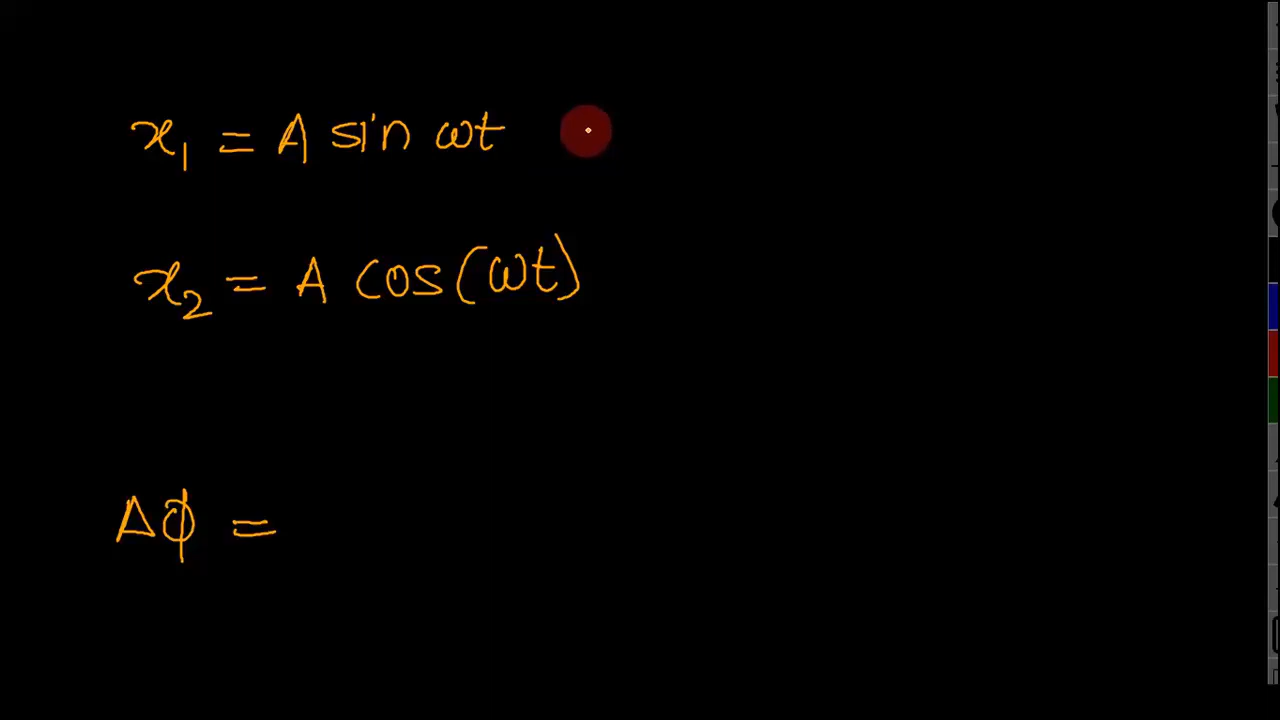 x₁ = A sin ωt
x₂ = A cos(ωt)
Δϕ =